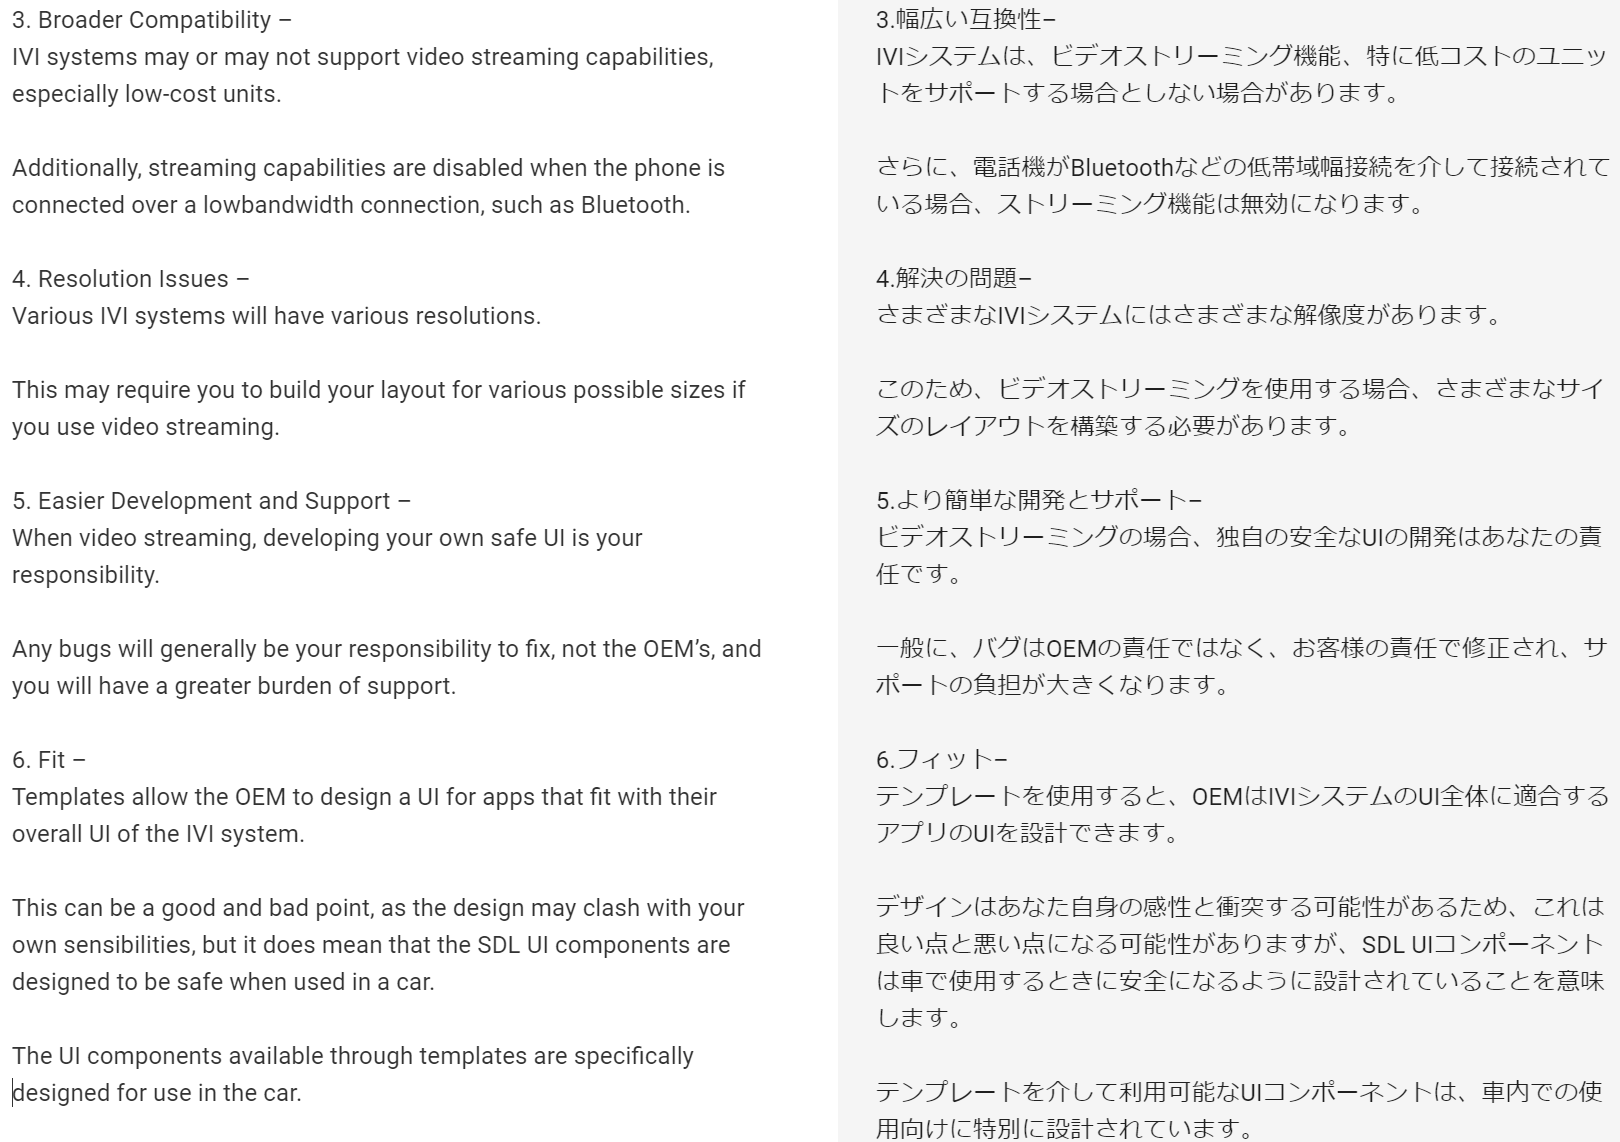 3. Broader Compatibility –
IVI systems may or may not support video streaming capabilities,
especially low-cost units.
Additionally, streaming capabilities are disabled when the phone is
connected over a lowbandwidth connection, such as Bluetooth.
4. Resolution Issues –
Various IVI systems will have various resolutions.
This may require you to build your layout for various possible sizes if
you use video streaming.
5. Easier Development and Support –
When video streaming, developing your own safe UI is your
responsibility.
Any bugs will generally be your responsibility to fix, not the OEM’s, and
you will have a greater burden of support.
6. Fit –
Templates allow the OEM to design a UI for apps that fit with their
overall UI of the IVI system.
This can be a good and bad point, as the design may clash with your
own sensibilities, but it does mean that the SDL UI components are
designed to be safe when used in a car.
The UI components available through templates are specifically
designed for use in the car.
3.幅広い互換性–
IVIシステムは、ビデオストリーミング機能、特に低コストのユニッ
トをサポートする場合としない場合があります。
さらに、電話機がBluetoothなどの低帯域幅接続を介して接続されて
いる場合、ストリーミング機能は無効になります。
4.解決の問題–
さまざまなIVIシステムにはさまざまな解像度があります。
このため、ビデオストリーミングを使用する場合、さまざまなサイ
ズのレイアウトを構築する必要があります。
5.より簡単な開発とサポート–
ビデオストリーミングの場合、独自の安全なUIの開発はあなたの責
任です。
一般に、バグはOEMの責任ではなく、お客様の責任で修正され、サ
ポートの負担が大きくなります。
6.フィット–
テンプレートを使用すると、OEMはIVIシステムのUI全体に適合する
アプリのUIを設計できます。
デザインはあなた自身の感性と衝突する可能性があるため、これは
良い点と悪い点になる可能性がありますが、SDL UIコンポーネント
は車で使用するときに安全になるように設計されていることを意味
します。
テンプレートを介して利用可能なUIコンポーネントは、車内での使
用向けに特別に設計されています。